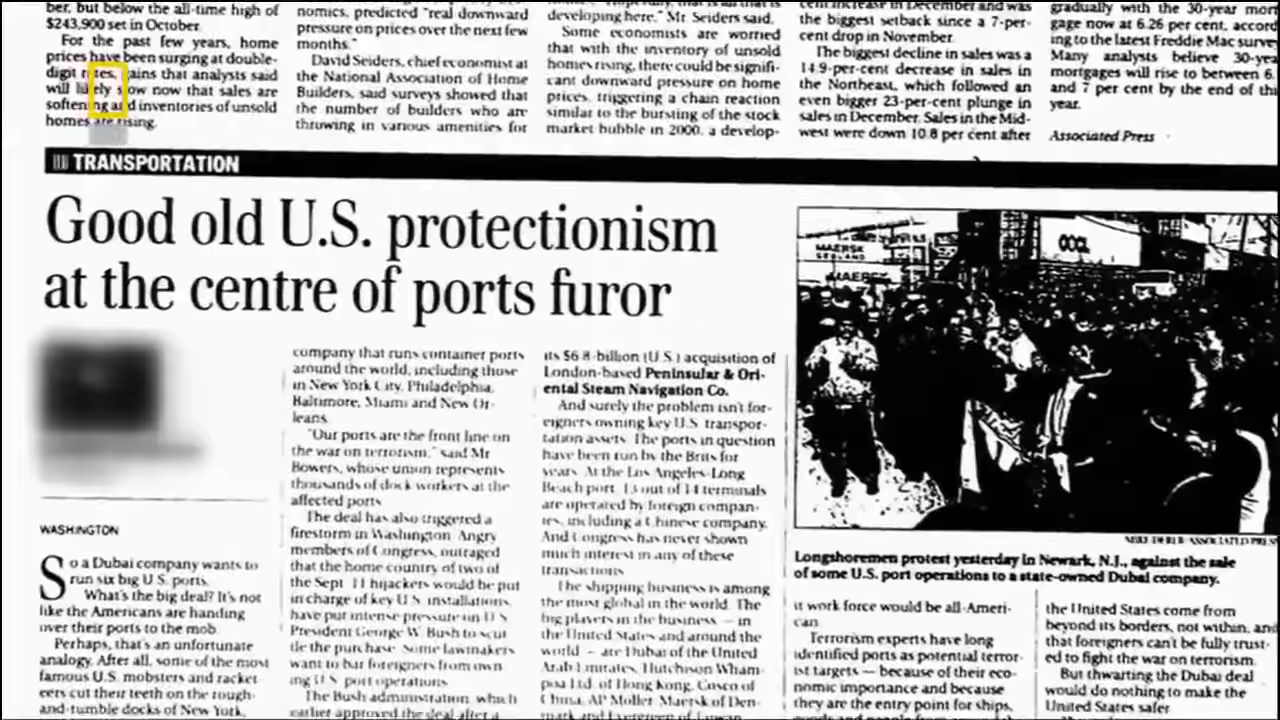 ber, but below the all-time high of
$243,900 set in October.
For the past few years, home
prices have been surging at double-
digit rates, gains that analysts said
will likely slow now that sales are
softening and inventories of unsold
homes are rising.
nomics, predicted "real downward
pressure on prices over the next few
months."
David Seiders, chief economist at
the National Association of Home
Builders, said surveys showed that
the number of builders who are
throwing in various amenities for
developing here," Mr Seiders said.
Some economists are worried
that with the inventory of unsold
homes rising, there could be signifi-
cant downward pressure on home
prices, triggering a chain reaction
similar to the bursting of the stock
market bubble in 2000, a develop-
cent increase in December and was
the biggest setback since a 7-per-
cent drop in November.
The biggest decline in sales was a
14.9-per-cent decrease in sales in
the Northeast, which followed an
even bigger 23-per-cent plunge in
sales in December. Sales in the Mid-
west were down 10.8 per cent after
gradually with the 30-year mort
gage now at 6.26 per cent, accord
ing to the latest Freddie Mac surve
Many analysts believe 30-yea
mortgages will rise to between 6.
and 7 per cent by the end of thi
year.
Associated Press
TRANSPORTATION
Good old U.S. protectionism
at the centre of ports furor
WASHINGTON
So a Dubai company wants to
run six big U.S. ports.
What's the big deal? It's not
like the Americans are handing
over their ports to the mob.
Perhaps, that's an unfortunate
analogy. After all, some of the most
famous U.S. mobsters and racket
eers cut their teeth on the rough-
and-tumble docks of New York,
company that runs container ports
around the world, including those
in New York City, Philadelphia,
Baltimore, Miami and New Or-
leans.
"Our ports are the front line on
the war on terrorism," said Mr
Bowers, whose union represents
thousands of dock workers at the
affected ports
The deal has also triggered a
firestorm in Washington. Angry
members of Congress, outraged
that the home country of two of
the Sept. 11 hijackers would be put
in charge of key U.S. installations,
have put intense pressure on U.S.
President George W. Bush to scut
tle the purchase. Some lawmakers
want to bar foreigners from own
ing U.S. port operations.
The Bush administration, which
earlier approved the deal after a
its $6.8-billion (U.S.) acquisition of
London-based Peninsular & Ori-
ental Steam Navigation Co.
And surely the problem isn't for-
eigners owning key U.S. transpor-
tation assets. The ports in question
have been run by the Brits for
years. At the Los Angeles-Long
Beach port, 13 out of 14 terminals
are operated by foreign compan-
ies, including a Chinese company.
And Congress has never shown
much interest in any of these
transactions.
The shipping business is among
the most global in the world. The
big players in the business — in
the United States and around the
world — are Dubai of the United
Arab Emirates, Hutchison Wham-
poa Ltd. of Hong Kong, Cosco of
China, AP Moller Maersk of Den-
mark and Evergreen of Taiwan
MAERSK
SEALAND
MAERSK
OOCL
ASSOCIATED PRESS
Longshoremen protest yesterday in Newark, N.J., against the sale
of some U.S. port operations to a state-owned Dubai company.
it work force would be all-Ameri-
can.
Terrorism experts have long
identified ports as potential terror-
ist targets — because of their eco-
nomic importance and because
they are the entry point for ships,
goods and people from
the United States come from
beyond its borders, not within, and
that foreigners can't be fully trust-
ed to fight the war on terrorism.
But thwarting the Dubai deal
would do nothing to make the
United States safer.